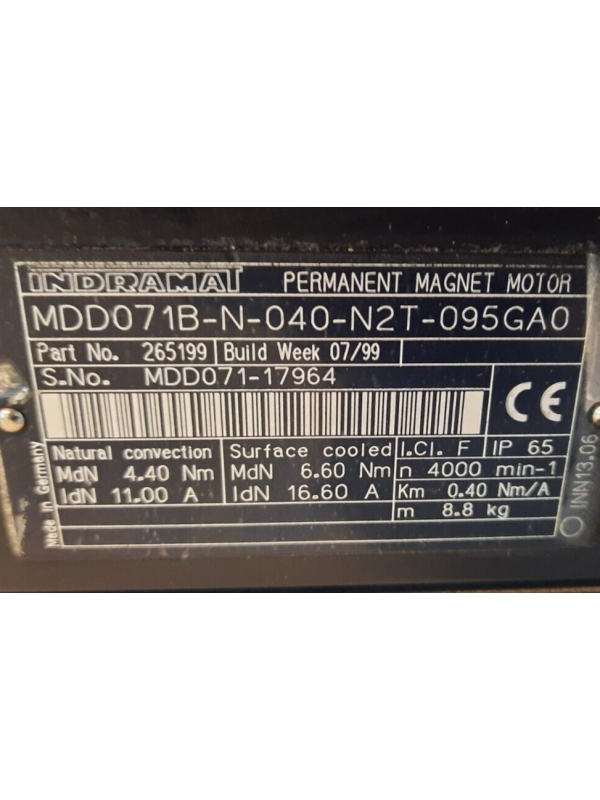 INDRAMAT PERMANENT MAGNET MOTOR
MDD071B-N-040-N2T-095GA0
Part No. 265199 Build Week 07/99
S.No. MDD071-17964
CE
Natural convection Surface cooled I.Cl. F IP 65
MdN 4.40 Nm MdN 6.60 Nm n 4000 min-1
IdN 11.00 A IdN 16.60 A Km 0.40 Nm/A
m 8.8 kg
Made in Germany
INN13.06